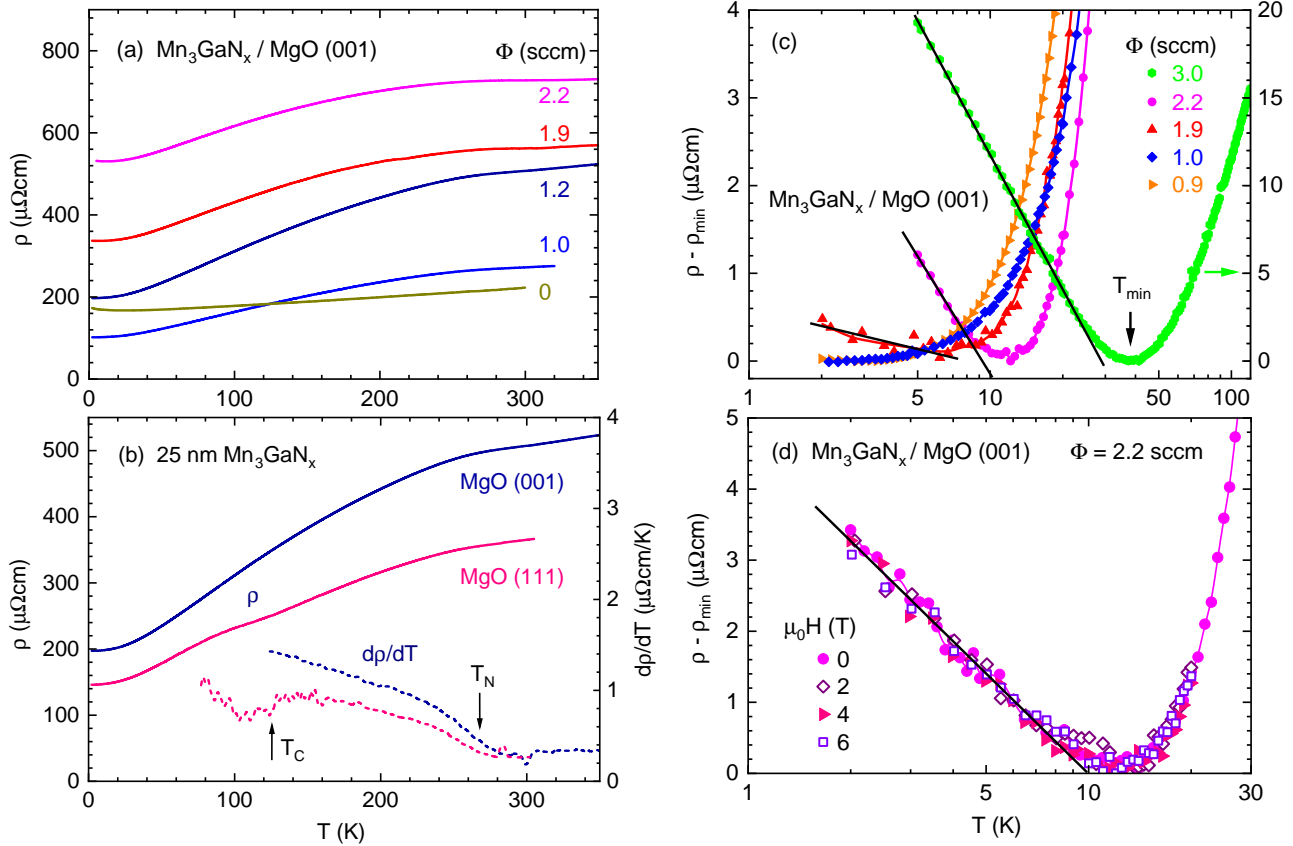 (a) Mn₃GaNₓ / MgO (001)
Φ (sccm)
2.2
1.9
1.2
1.0
0
800
600
400
200
0
ρ (μΩcm)
0 100 200 300
(b) 25 nm Mn₃GaNₓ
MgO (001)
MgO (111)
ρ
dρ/dT
T_N
T_C
500
400
300
200
100
0
ρ (μΩcm)
4
3
2
1
0
dρ/dT (μΩcm/K)
0 100 200 300
T (K)
(c)
Φ (sccm)
3.0
2.2
1.9
1.0
0.9
Mn₃GaNₓ / MgO (001)
T_min
4
3
2
1
0
ρ - ρ_min (μΩcm)
20
15
10
5
0
1 5 10 50 100
(d) Mn₃GaNₓ / MgO (001) Φ = 2.2 sccm
μ₀H (T)
0
2
4
6
5
4
3
2
1
0
ρ - ρ_min (μΩcm)
1 5 10 30
T (K)